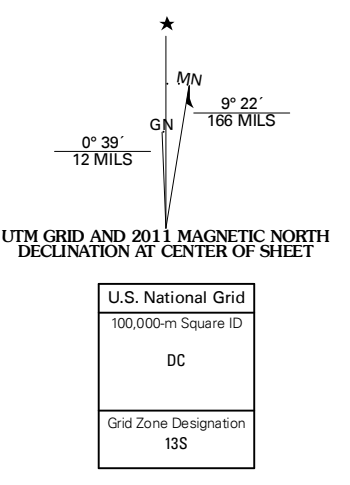 ★
MN
9° 22´
166 MILS
GN
0° 39´
12 MILS
UTM GRID AND 2011 MAGNETIC NORTH
DECLINATION AT CENTER OF SHEET
U.S. National Grid
100,000-m Square ID
DC
Grid Zone Designation
13S